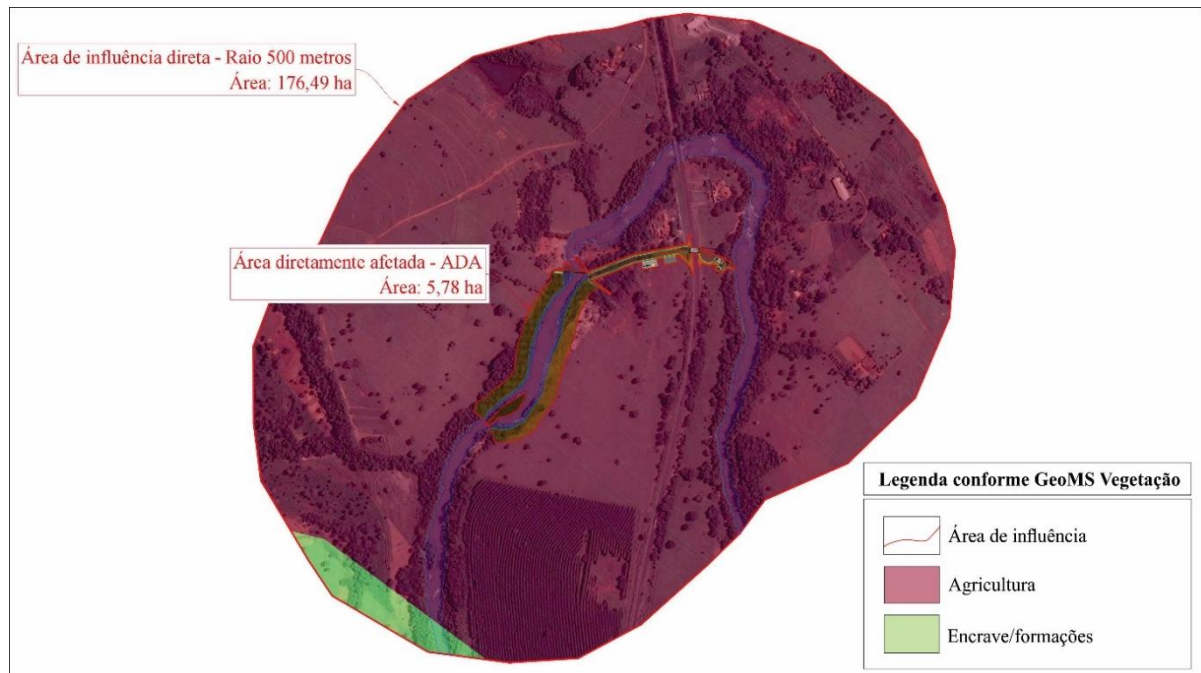 Área de influência direta - Raio 500 metros
Área: 176,49 ha
Área diretamente afetada - ADA
Área: 5,78 ha
Legenda conforme GeoMS Vegetação
Área de influência
Agricultura
Encrave/formações